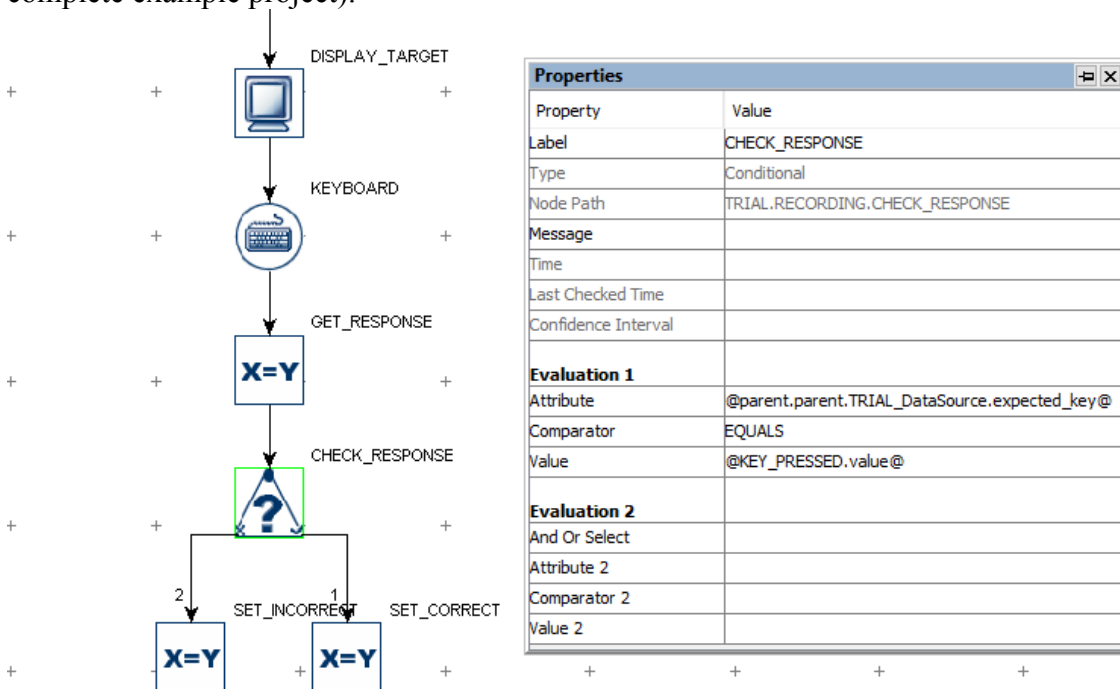 complete example project).
DISPLAY_TARGET
KEYBOARD
GET_RESPONSE
X=Y
CHECK_RESPONSE
?
2
1
SET_INCORRECT
SET_CORRECT
X=Y
X=Y
Properties
Property Value
Label CHECK_RESPONSE
Type Conditional
Node Path TRIAL.RECORDING.CHECK_RESPONSE
Message
Time
Last Checked Time
Confidence Interval
Evaluation 1
Attribute @parent.parent.TRIAL_DataSource.expected_key@
Comparator EQUALS
Value @KEY_PRESSED.value@
Evaluation 2
And Or Select
Attribute 2
Comparator 2
Value 2